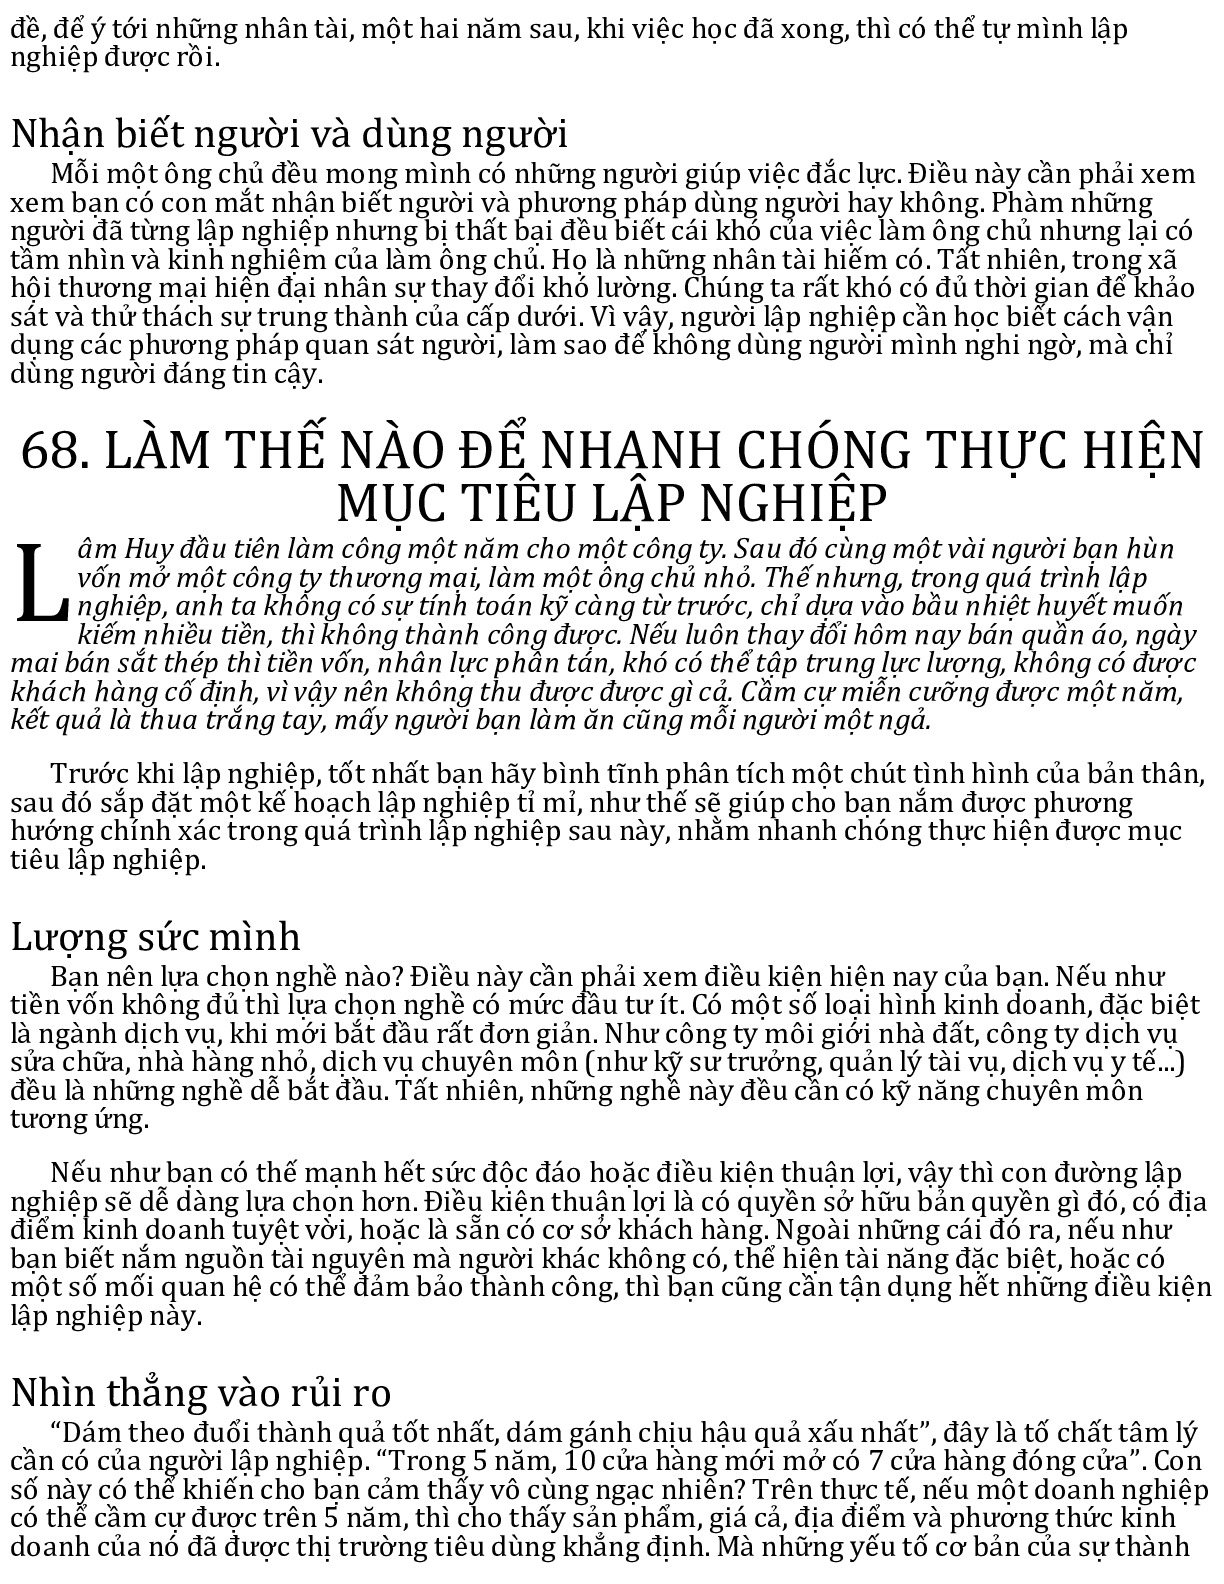 đề, để ý tới những nhân tài, một hai năm sau, khi việc học đã xong, thì có thể tự mình lập
nghiệp được rồi.
Nhận biết người và dùng người
Mỗi một ông chủ đều mong mình có những người giúp việc đắc lực. Điều này cần phải xem
xem bạn có con mắt nhận biết người và phương pháp dùng người hay không. Phàm những
người đã từng lập nghiệp nhưng bị thất bại đều biết cái khó của việc làm ông chủ nhưng lại có
tầm nhìn và kinh nghiệm của làm ông chủ. Họ là những nhân tài hiếm có. Tất nhiên, trong xã
hội thương mại hiện đại nhân sự thay đổi khó lường. Chúng ta rất khó có đủ thời gian để khảo
sát và thử thách sự trung thành của cấp dưới. Vì vậy, người lập nghiệp cần học biết cách vận
dụng các phương pháp quan sát người, làm sao để không dùng người mình nghi ngờ, mà chỉ
dùng người đáng tin cậy.
68. LÀM THẾ NÀO ĐỂ NHANH CHÓNG THỰC HIỆN
MỤC TIÊU LẬP NGHIỆP
Lâm Huy đầu tiên làm công một năm cho một công ty. Sau đó cùng một vài người bạn hùn
vốn mở một công ty thương mại, làm một ông chủ nhỏ. Thế nhưng, trong quá trình lập
nghiệp, anh ta không có sự tính toán kỹ càng từ trước, chỉ dựa vào bầu nhiệt huyết muốn
kiếm nhiều tiền, thì không thành công được. Nếu luôn thay đổi hôm nay bán quần áo, ngày
mai bán sắt thép thì tiền vốn, nhân lực phân tán, khó có thể tập trung lực lượng, không có được
khách hàng cố định, vì vậy nên không thu được được gì cả. Cầm cự miễn cưỡng được một năm,
kết quả là thua trắng tay, mấy người bạn làm ăn cũng mỗi người một ngả.
Trước khi lập nghiệp, tốt nhất bạn hãy bình tĩnh phân tích một chút tình hình của bản thân,
sau đó sắp đặt một kế hoạch lập nghiệp tỉ mỉ, như thế sẽ giúp cho bạn nắm được phương
hướng chính xác trong quá trình lập nghiệp sau này, nhằm nhanh chóng thực hiện được mục
tiêu lập nghiệp.
Lượng sức mình
Bạn nên lựa chọn nghề nào? Điều này cần phải xem điều kiện hiện nay của bạn. Nếu như
tiền vốn không đủ thì lựa chọn nghề có mức đầu tư ít. Có một số loại hình kinh doanh, đặc biệt
là ngành dịch vụ, khi mới bắt đầu rất đơn giản. Như công ty môi giới nhà đất, công ty dịch vụ
sửa chữa, nhà hàng nhỏ, dịch vụ chuyên môn (như kỹ sư trưởng, quản lý tài vụ, dịch vụ y tế...)
đều là những nghề dễ bắt đầu. Tất nhiên, những nghề này đều cần có kỹ năng chuyên môn
tương ứng.
Nếu như bạn có thế mạnh hết sức độc đáo hoặc điều kiện thuận lợi, vậy thì con đường lập
nghiệp sẽ dễ dàng lựa chọn hơn. Điều kiện thuận lợi là có quyền sở hữu bản quyền gì đó, có địa
điểm kinh doanh tuyệt vời, hoặc là sẵn có cơ sở khách hàng. Ngoài những cái đó ra, nếu như
bạn biết nắm nguồn tài nguyên mà người khác không có, thể hiện tài năng đặc biệt, hoặc có
một số mối quan hệ có thể đảm bảo thành công, thì bạn cũng cần tận dụng hết những điều kiện
lập nghiệp này.
Nhìn thẳng vào rủi ro
“Dám theo đuổi thành quả tốt nhất, dám gánh chịu hậu quả xấu nhất”, đây là tố chất tâm lý
cần có của người lập nghiệp. “Trong 5 năm, 10 cửa hàng mới mở có 7 cửa hàng đóng cửa”. Con
số này có thể khiến cho bạn cảm thấy vô cùng ngạc nhiên? Trên thực tế, nếu một doanh nghiệp
có thể cầm cự được trên 5 năm, thì cho thấy sản phẩm, giá cả, địa điểm và phương thức kinh
doanh của nó đã được thị trường tiêu dùng khẳng định. Mà những yếu tố cơ bản của sự thành